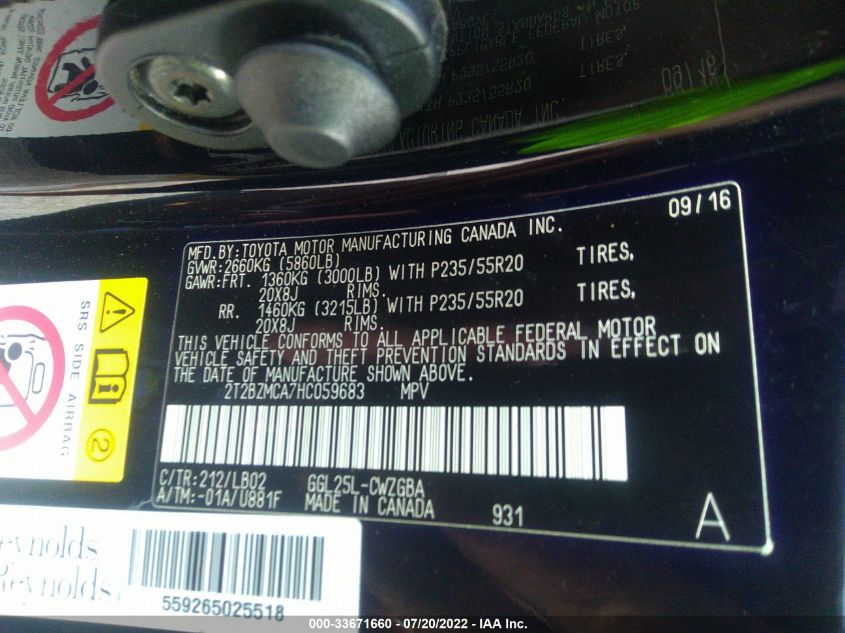 09/16
MFD.BY:TOYOTA MOTOR MANUFACTURING CANADA INC.
GVWR:2660KG (5860LB)
GAWR:FRT. 1360KG (3000LB) WITH P235/55R20 TIRES,
20X8J RIMS.
RR. 1460KG (3215LB) WITH P235/55R20 TIRES,
20X8J RIMS.
THIS VEHICLE CONFORMS TO ALL APPLICABLE FEDERAL MOTOR
VEHICLE SAFETY AND THEFT PREVENTION STANDARDS IN EFFECT ON
THE DATE OF MANUFACTURE SHOWN ABOVE.
2T2BZMCA7HC059683 MPV
C/TR:212/LB02 GGL25L-CWZGBA
A/TM:-01A/U881F MADE IN CANADA 931 A
SRS SIDE AIRBAG
2
Reynolds
Reynolds
559265025518
000-33671660 / 07/20/2022 - IAA Inc.